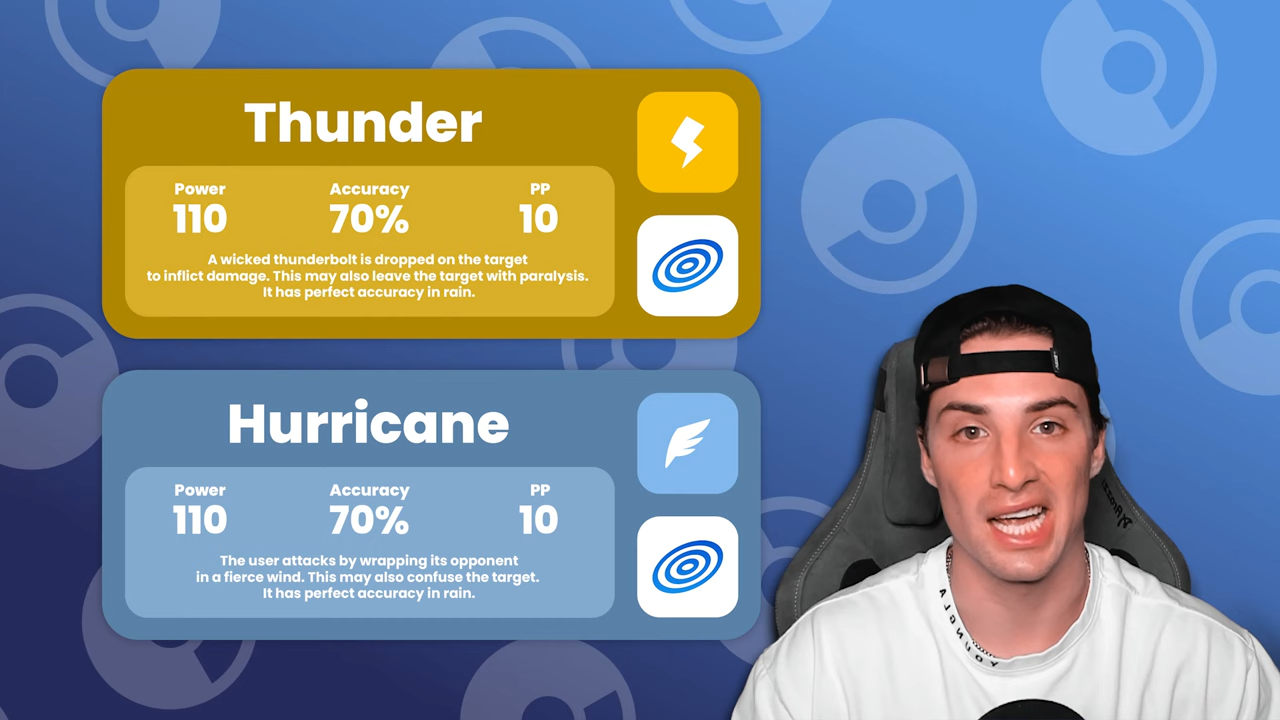 Thunder
Power Accuracy PP
110 70% 10
A wicked thunderbolt is dropped on the target
to inflict damage. This may also leave the target with paralysis.
It has perfect accuracy in rain.
Hurricane
Power Accuracy PP
110 70% 10
The user attacks by wrapping its opponent
in a fierce wind. This may also confuse the target.
It has perfect accuracy in rain.
YOUNGLA